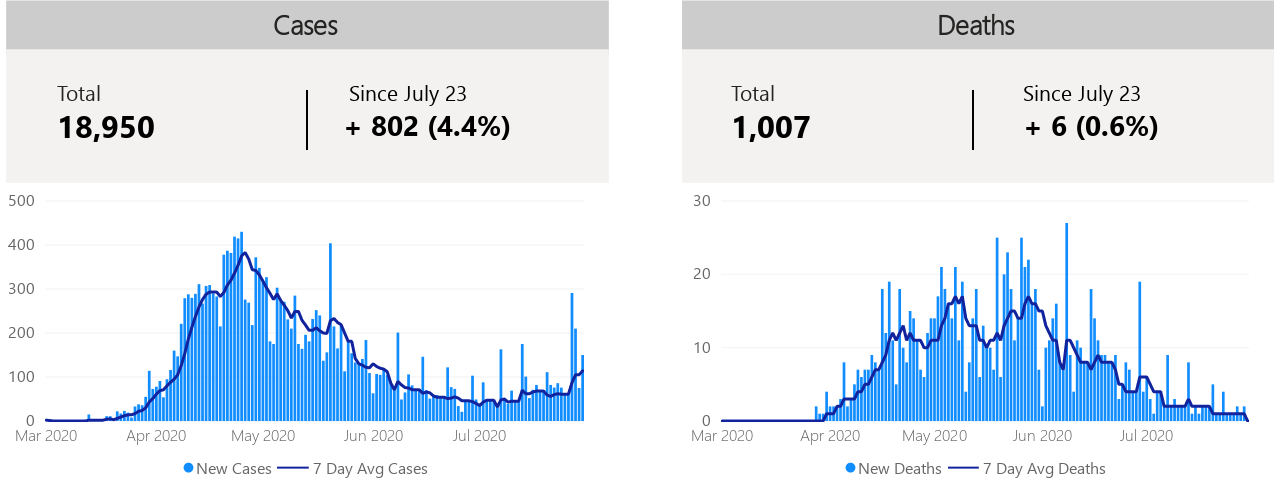 Cases
Total
Since July 23
18,950
+ 802 (4.4%)
500
400
300
200
100
0
Mar 2020 Apr 2020 May 2020 Jun 2020 Jul 2020
New Cases 7 Day Avg Cases
Deaths
Total
Since July 23
1,007
+ 6 (0.6%)
30
20
10
0
Mar 2020 Apr 2020 May 2020 Jun 2020 Jul 2020
New Deaths 7 Day Avg Deaths